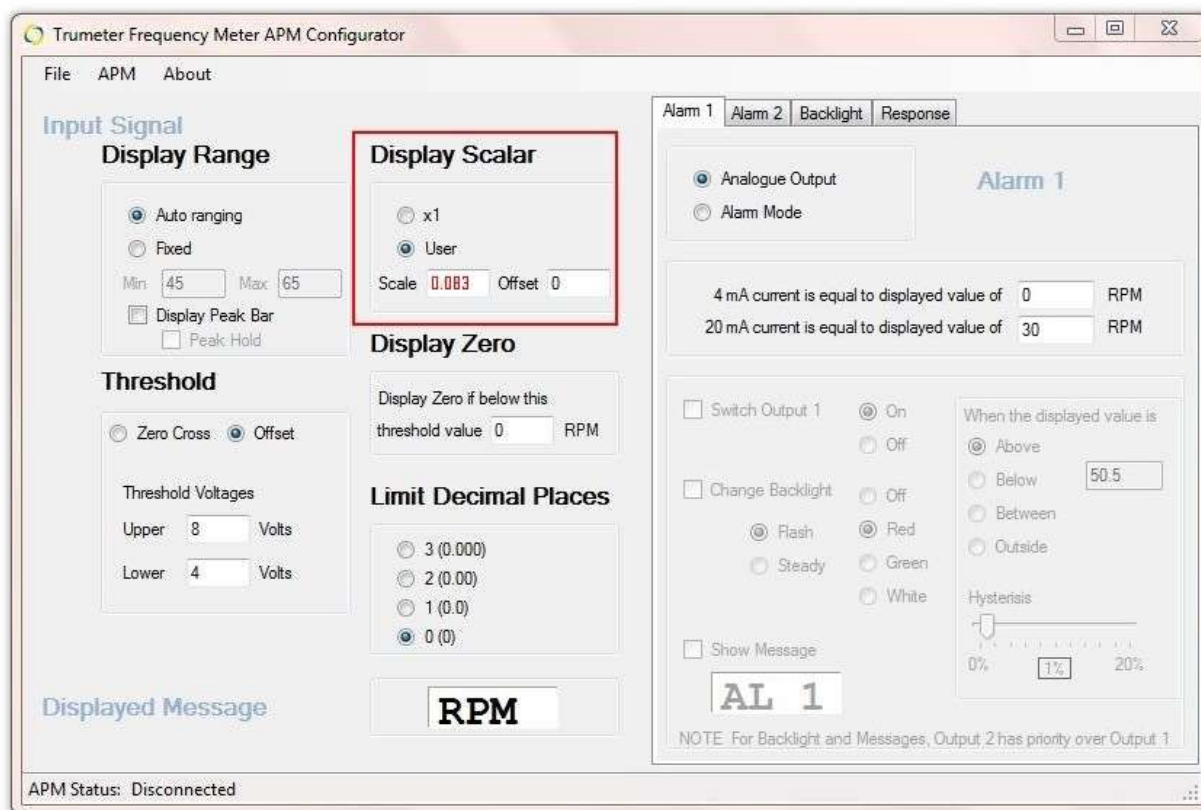 Trumeter Frequency Meter APM Configurator
File APM About
Input Signal
Display Range
Auto ranging
Fixed
Min 45 Max 65
Display Peak Bar
Peak Hold
Threshold
Zero Cross Offset
Threshold Voltages
Upper 8 Volts
Lower 4 Volts
Displayed Message
Display Scalar
x1
User
Scale 0.083 Offset 0
Display Zero
Display Zero if below this
threshold value 0 RPM
Limit Decimal Places
3 (0.000)
2 (0.00)
1 (0.0)
0 (0)
RPM
Alarm 1 Alarm 2 Backlight Response
Analogue Output
Alarm Mode
Alarm 1
4 mA current is equal to displayed value of 0 RPM
20 mA current is equal to displayed value of 30 RPM
Switch Output 1
On
Off
Change Backlight
Flash
Steady
Off
Red
Green
White
When the displayed value is
Above
Below
Between
Outside
50.5
Hysterisis
0% 1% 20%
Show Message
AL 1
NOTE For Backlight and Messages, Output 2 has priority over Output 1
APM Status: Disconnected